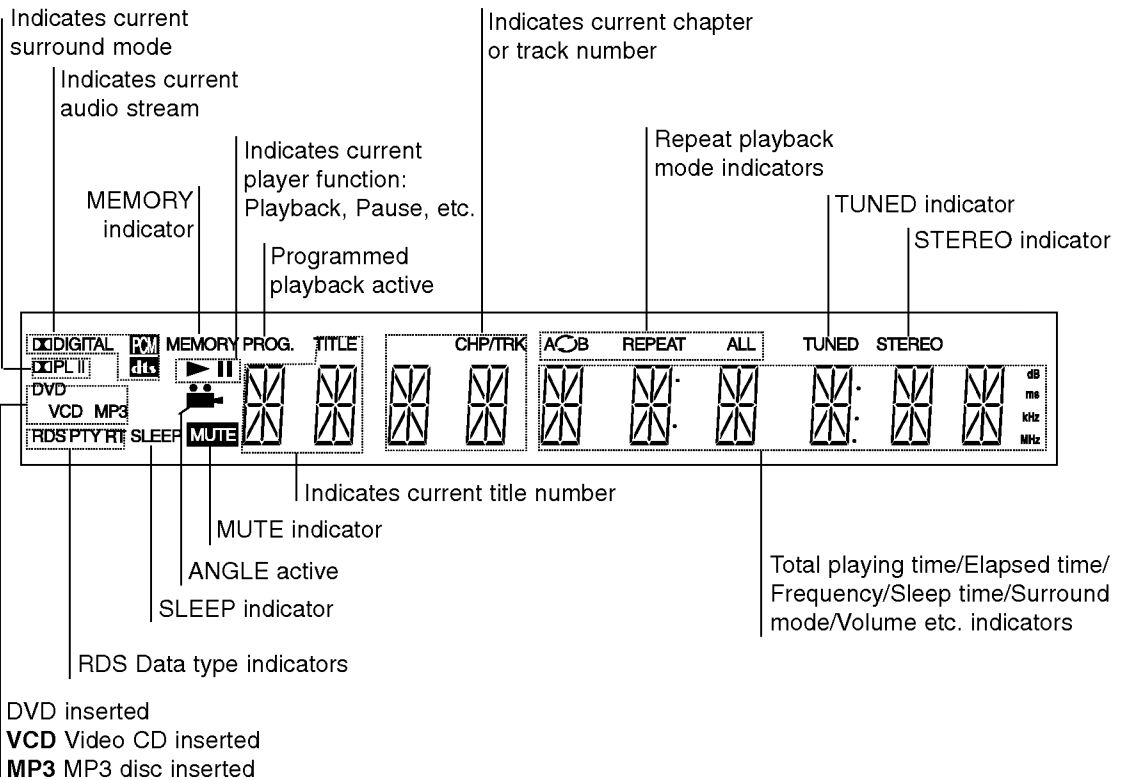 Indicates current
surround mode
Indicates current
audio stream
MEMORY
indicator
Indicates current
player function:
Playback, Pause, etc.
Programmed
playback active
Indicates current chapter
or track number
Repeat playback
mode indicators
TUNED indicator
STEREO indicator
DIGITAL PCM MEMORY PROG. TITLE CHP/TRK A B REPEAT ALL TUNED STEREO
PL II dts
DVD
VCD MP3
RDS PTY RT SLEEP MUTE
dB
ms
kHz
MHz
Indicates current title number
MUTE indicator
ANGLE active
SLEEP indicator
RDS Data type indicators
Total playing time/Elapsed time/
Frequency/Sleep time/Surround
mode/Volume etc. indicators
DVD inserted
VCD Video CD inserted
MP3 MP3 disc inserted